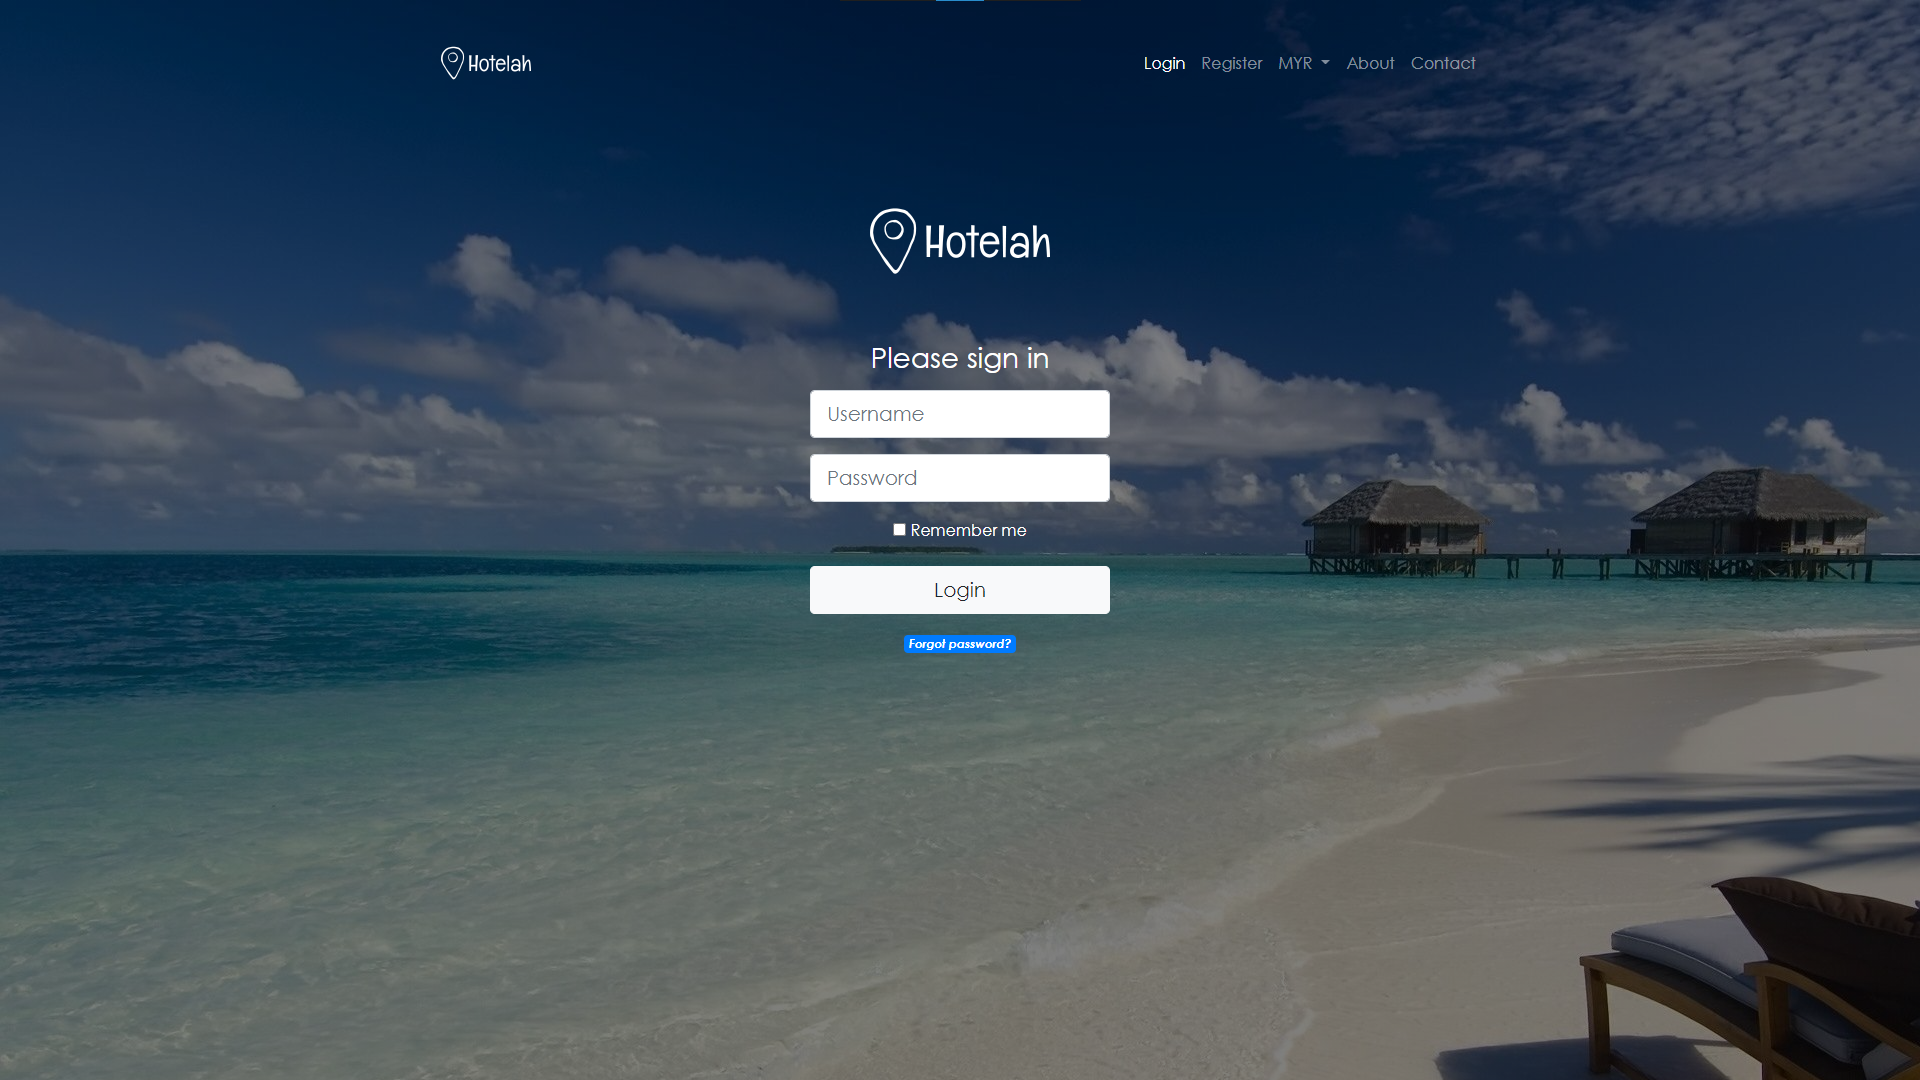 Hotelah
Login Register MYR About Contact
Hotelah
Please sign in
Username
Password
Remember me
Login
Forgot password?